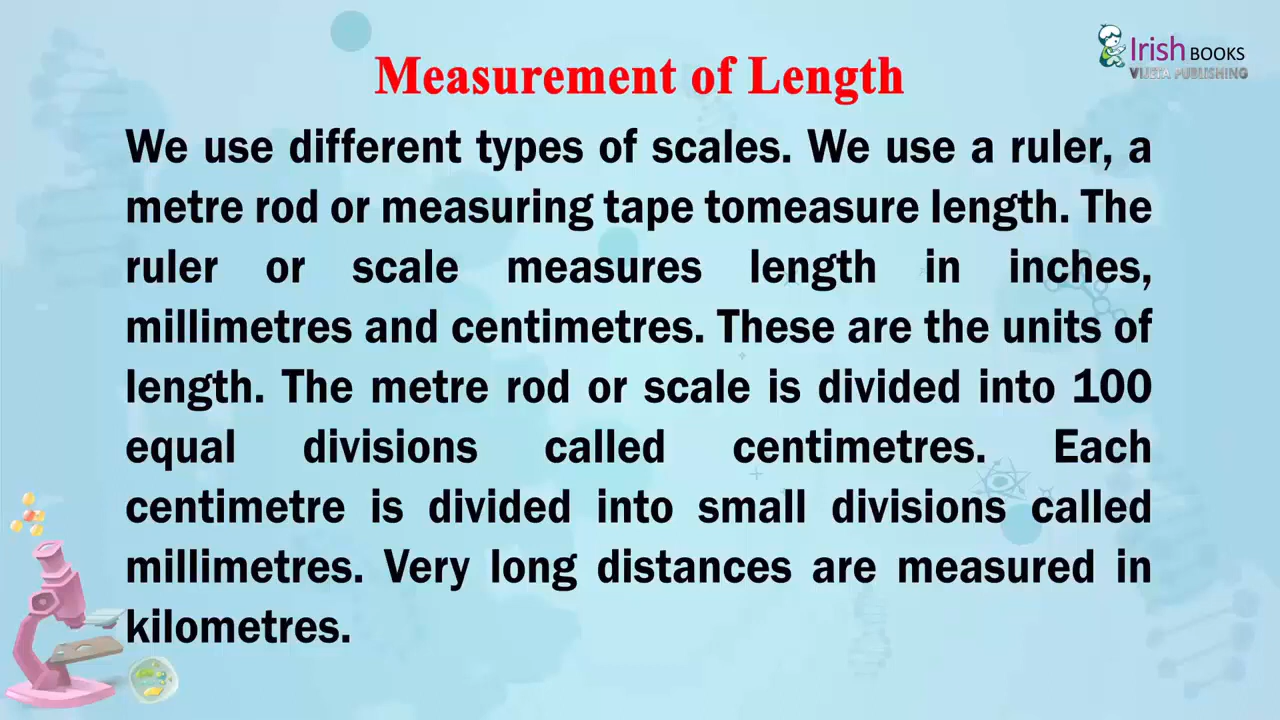 Irish BOOKS
VIJETA PUBLISHING
Measurement of Length
We use different types of scales. We use a ruler, a
metre rod or measuring tape tomeasure length. The
ruler or scale measures length in inches,
millimetres and centimetres. These are the units of
length. The metre rod or scale is divided into 100
equal divisions called centimetres. Each
centimetre is divided into small divisions called
millimetres. Very long distances are measured in
kilometres.